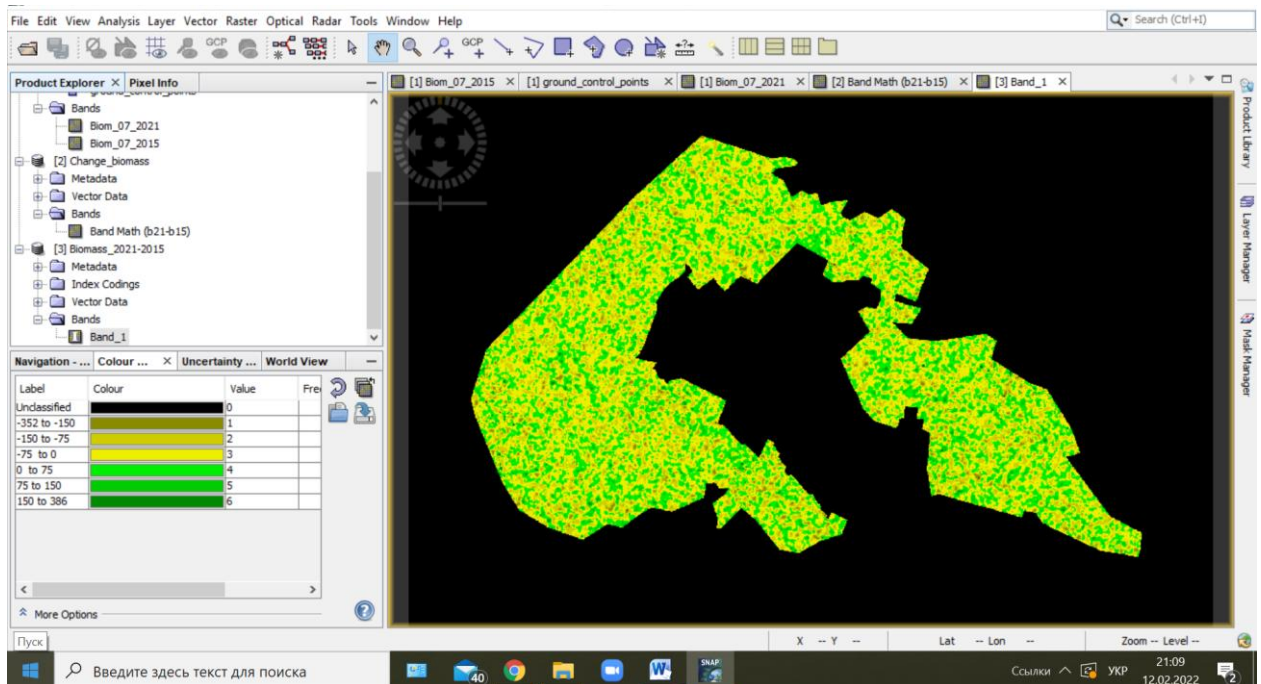 File Edit View Analysis Layer Vector Raster Optical Radar Tools Window Help
Search (Ctrl+I)
GCP GCP
Product Explorer × Pixel Info
[1] Biom_07_2015 × [1] ground_control_points × [1] Biom_07_2021 × [2] Band Math (b21-b15) × [3] Band_1 ×
ground_control_points
Bands
Biom_07_2021
Biom_07_2015
[2] Change_biomass
Metadata
Vector Data
Bands
Band Math (b21-b15)
[3] Biomass_2021-2015
Metadata
Index Codings
Vector Data
Bands
Band_1
Product Library
Layer Manager
Mask Manager
Navigation - ... Colour ... × Uncertainty ... World View
Label Colour Value Fre
Unclassified 0
-352 to -150 1
-150 to -75 2
-75 to 0 3
0 to 75 4
75 to 150 5
150 to 386 6
More Options
Пуск
X -- Y -- Lat -- Lon -- Zoom -- Level --
Введите здесь текст для поиска
40
W
SNAP
Ссылки УКР 21:09
12.02.2022
2